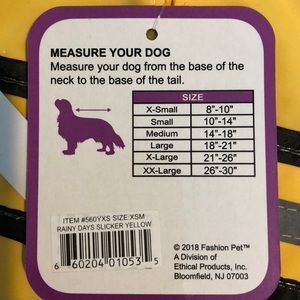 MEASURE YOUR DOG
Measure your dog from the base of the
neck to the base of the tail.
SIZE
X-Small 8"-10"
Small 10"-14"
Medium 14"-18"
Large 18"-21"
X-Large 21"-26"
XX-Large 26"-30"
ITEM #560YXS SIZE:XSM
RAINY DAYS SLICKER YELLOW
6 60204 01053 5
© 2018 Fashion Pet™
A Division of
Ethical Products, Inc.
Bloomfield, NJ 07003